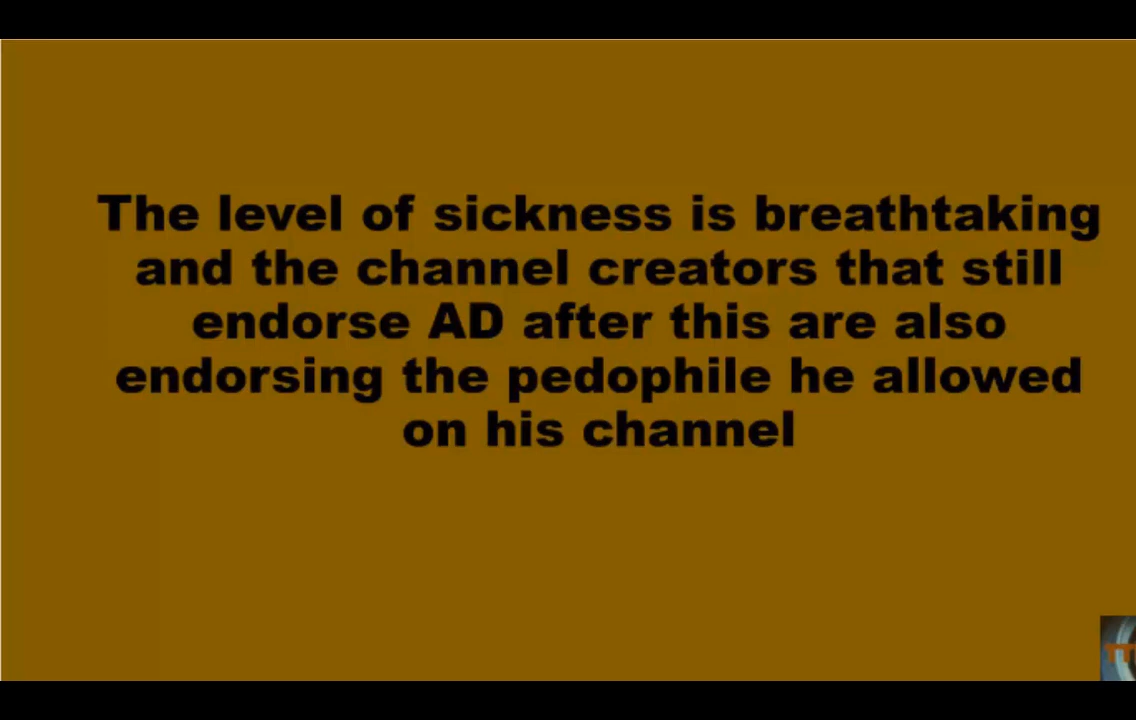 The level of sickness is breathtaking
and the channel creators that still
endorse AD after this are also
endorsing the pedophile he allowed
on his channel